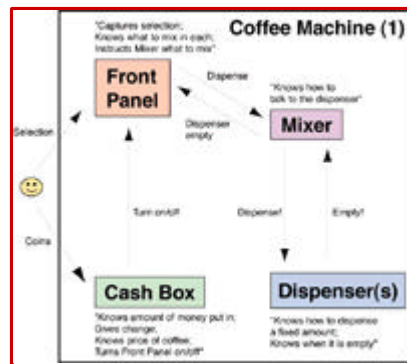 Coffee Machine (1)
"Captures selection;
Knows what to mix in each;
Instructs Mixer what to mix"
Front
Panel
Dispense
"Knows how to
talk to the dispenser"
Mixer
Dispenser
empty
Selection
Turn on/off
Dispense!
Empty!
Coins
Cash Box
Dispenser(s)
"Knows amount of money put in;
Gives change;
Knows price of coffee;
Turns Front Panel on/off"
"Knows how to dispense
a fixed amount;
Knows when it is empty"